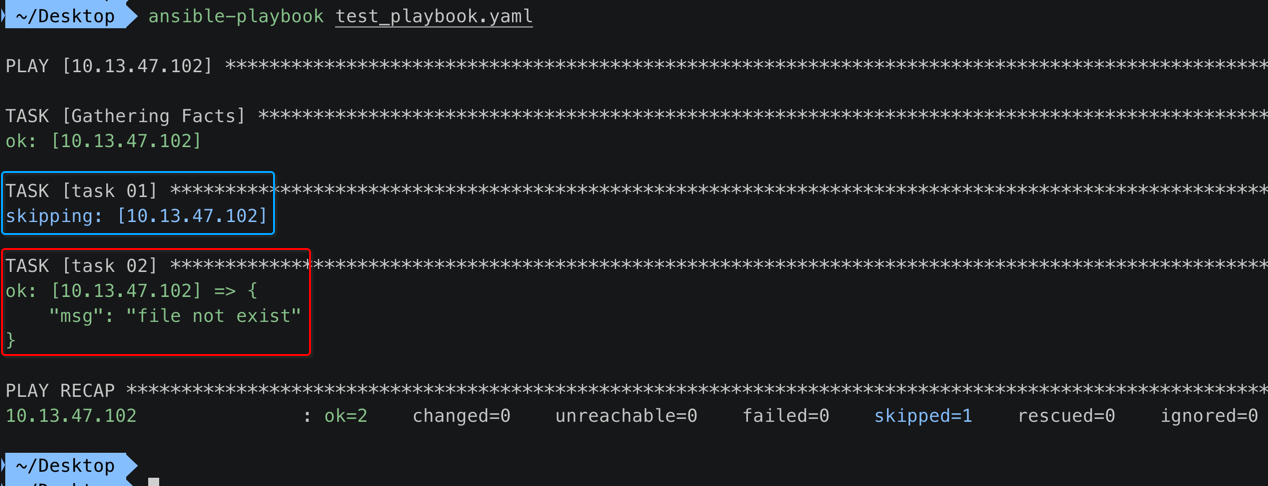 ~/Desktop ansible-playbook test_playbook.yaml
PLAY [10.13.47.102] *********************************************************************************************
TASK [Gathering Facts] ******************************************************************************************
ok: [10.13.47.102]
TASK [task 01] **************************************************************************************************
skipping: [10.13.47.102]
TASK [task 02] **************************************************************************************************
ok: [10.13.47.102] => {
    "msg": "file not exist"
}
PLAY RECAP ******************************************************************************************************
10.13.47.102               : ok=2    changed=0    unreachable=0    failed=0    skipped=1    rescued=0    ignored=0
~/Desktop